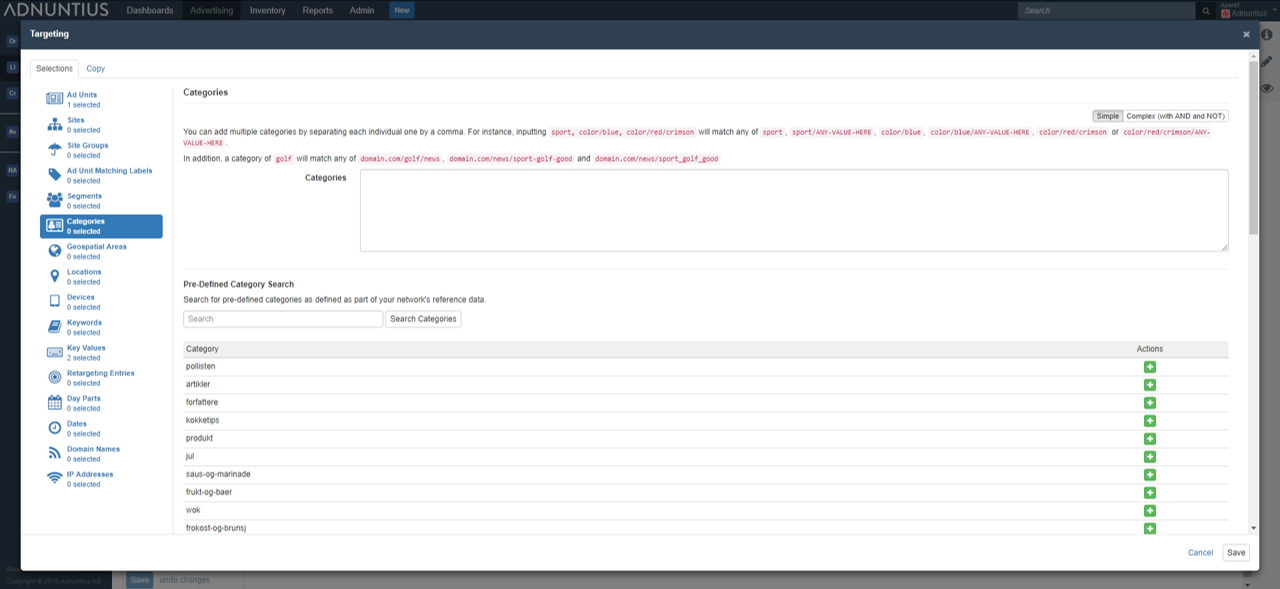 ADNUNTIUS Dashboards Advertising Inventory Reports Admin New Search Adnuntius
Targeting
Selections Copy
Ad Units
1 selected
Sites
0 selected
Site Groups
0 selected
Ad Unit Matching Labels
0 selected
Segments
0 selected
Categories
0 selected
Geospatial Areas
0 selected
Locations
0 selected
Devices
0 selected
Keywords
0 selected
Key Values
2 selected
Retargeting Entries
0 selected
Day Parts
0 selected
Dates
0 selected
Domain Names
0 selected
IP Addresses
0 selected
Categories
Simple Complex (with AND and NOT)
You can add multiple categories by separating each individual one by a comma. For instance, inputting sport, color/blue, color/red/crimson will match any of sport , sport/ANY-VALUE-HERE , color/blue , color/blue/ANY-VALUE-HERE , color/red/crimson or color/red/crimson/ANY-
VALUE-HERE .
In addition, a category of golf will match any of domain.com/golf/news , domain.com/news/sport-golf-good and domain.com/news/sport_golf_good
Categories
Pre-Defined Category Search
Search for pre-defined categories as defined as part of your network's reference data.
Search Search Categories
Category Actions
pollisten
artikler
forfattere
kokketips
produkt
jul
saus-og-marinade
frukt-og-baer
wok
frokost-og-brunsj
Cancel Save
Copyright © 2018 Adnuntius AS
Save undo changes